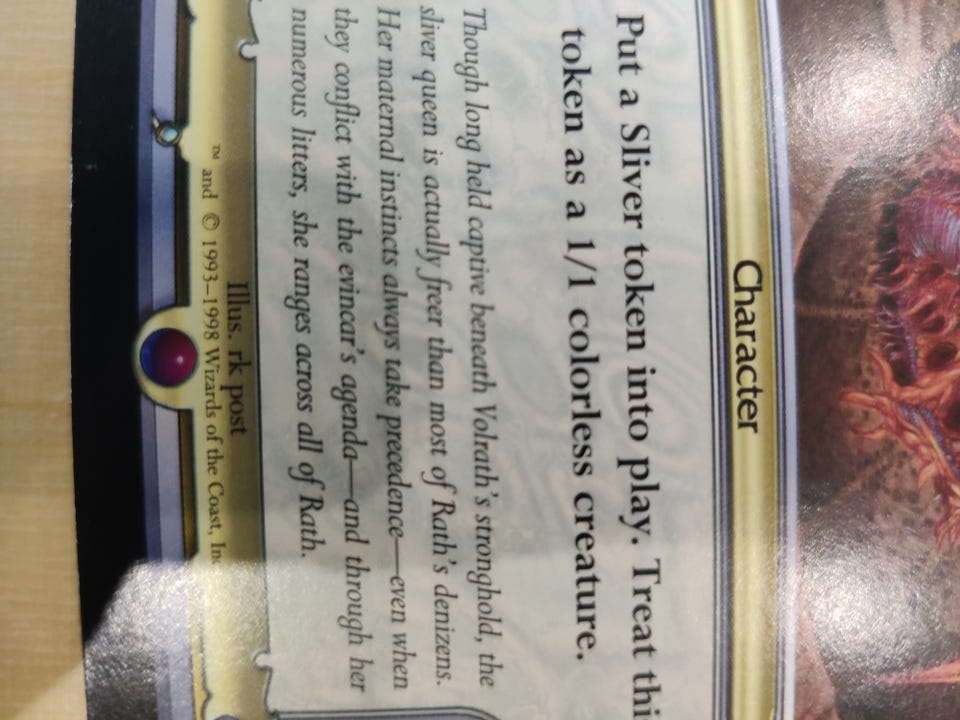 Character
Put a Sliver token into play. Treat thi
token as a 1/1 colorless creature.
Though long held captive beneath Volrath's stronghold, the
sliver queen is actually freer than most of Rath's denizens.
Her maternal instincts always take precedence—even when
they conflict with the evincar's agenda—and through her
numerous litters, she ranges across all of Rath.
Illus. rk post
™ and © 1993–1998 Wizards of the Coast, Inc